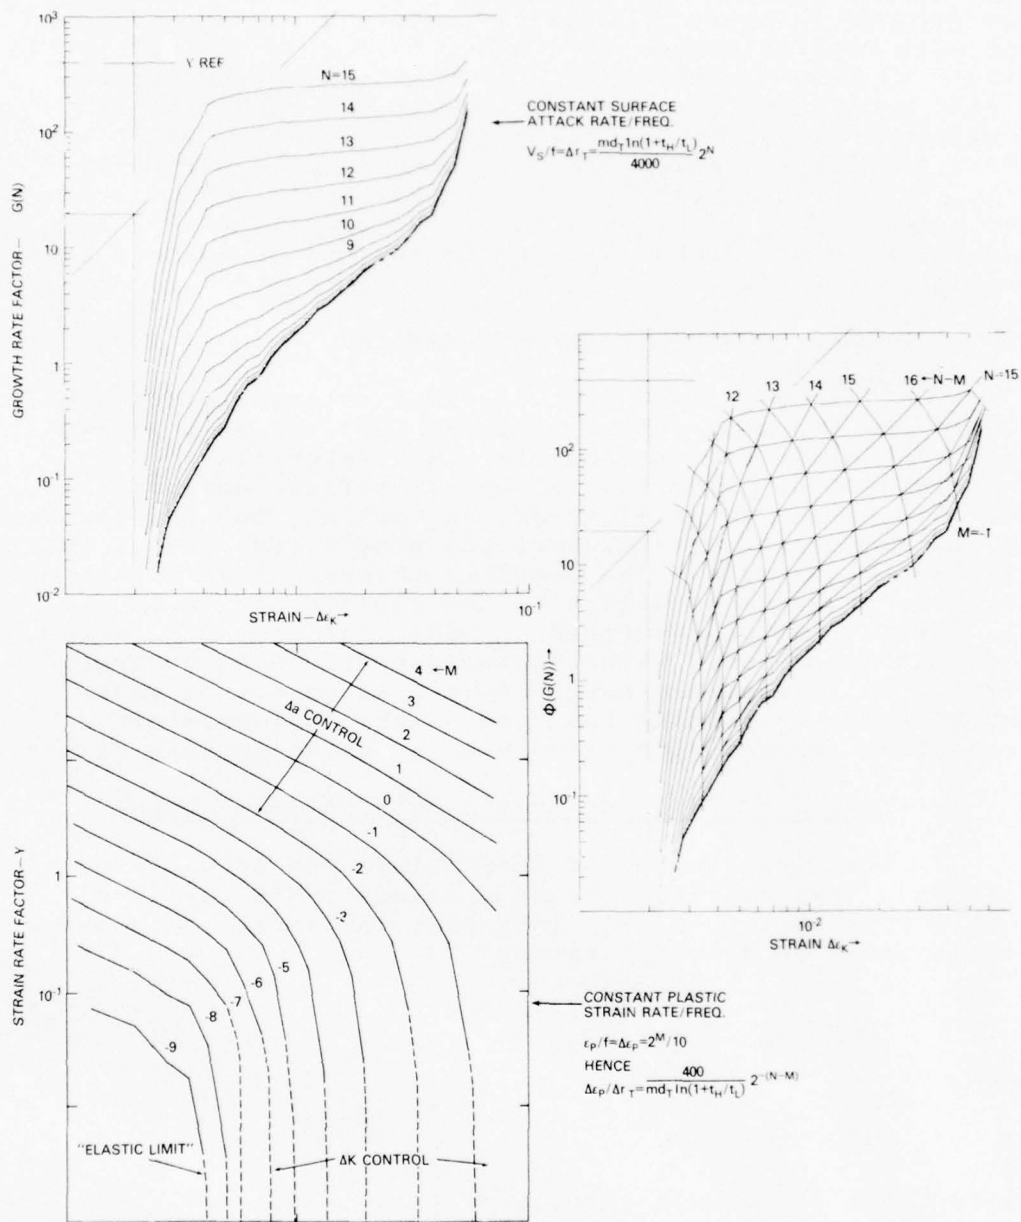 10³
Y REF
N=15
14
13
12
11
10
9
10²
10
1
10⁻¹
10⁻²
GROWTH RATE FACTOR— G(N)
STRAIN—Δε_K→
10⁻¹
CONSTANT SURFACE
ATTACK RATE/FREQ.
V_S/f=Δr_T= md_T ln(1+t_H/t_L)/4000 2^N
12 13 14 15 16 ←N-M N=15
10²
10
1
10⁻¹
M=-1
Φ(G(N))→
10⁻²
STRAIN Δε_K→
4 ←M
3
2
1
0
-1
-2
-3
-5
-6
-7
-8
-9
Δa CONTROL
1
10⁻¹
STRAIN RATE FACTOR—Y
"ELASTIC LIMIT"
ΔK CONTROL
CONSTANT PLASTIC
STRAIN RATE/FREQ.
ε_P/f=Δε_P=2^M/10
HENCE
Δε_P/Δr_T= 400/md_T ln(1+t_H/t_L) 2^-(N-M)